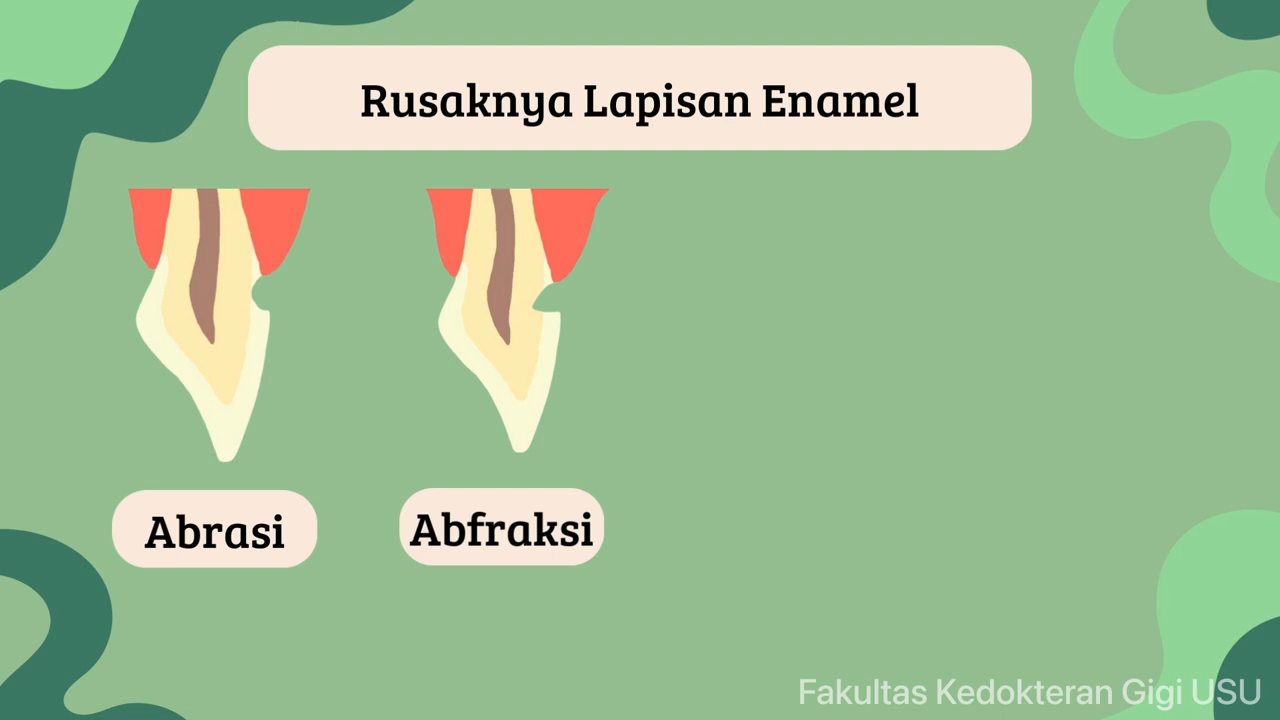 Rusaknya Lapisan Enamel
Abrasi
Abfraksi
Fakultas Kedokteran Gigi USU